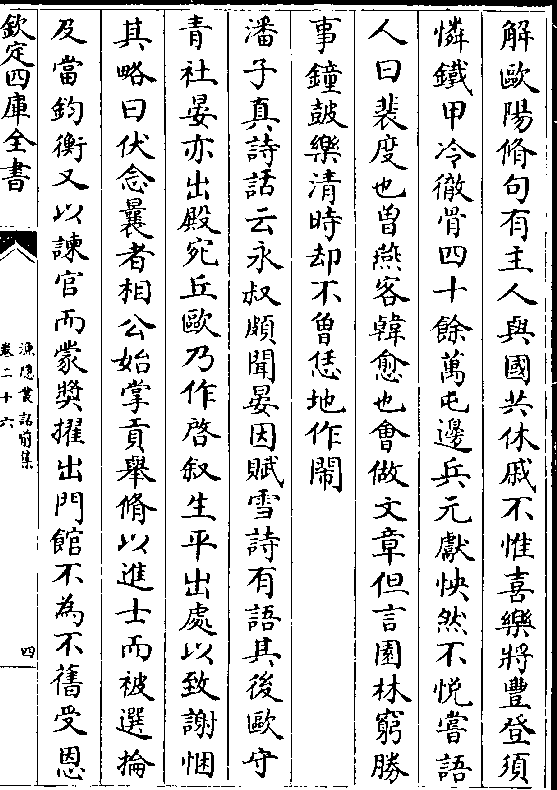 解歐陽脩句有主人與國共休戚不惟喜樂將豐登須
憐鐵甲冷徹骨四十餘萬屯邊兵元獻怏然不悅嘗語
人曰裴度也曾燕客韓愈也會做文章但言園林窮勝
事鐘皷樂清時却不曾恁地作鬧
潘子真詩話云永叔頗聞晏因賦雪詩有語其後歐守
青社晏亦出殿宛丘歐乃作啓叙生平出處以致謝悃
其略曰伏念曩者相公始掌貢舉脩以進士而被選掄
及當鈞衡又以諫官而蒙奬擢出門館不為不舊受恩
欽定四庫全書
漁隱叢話前集
卷二十六
四